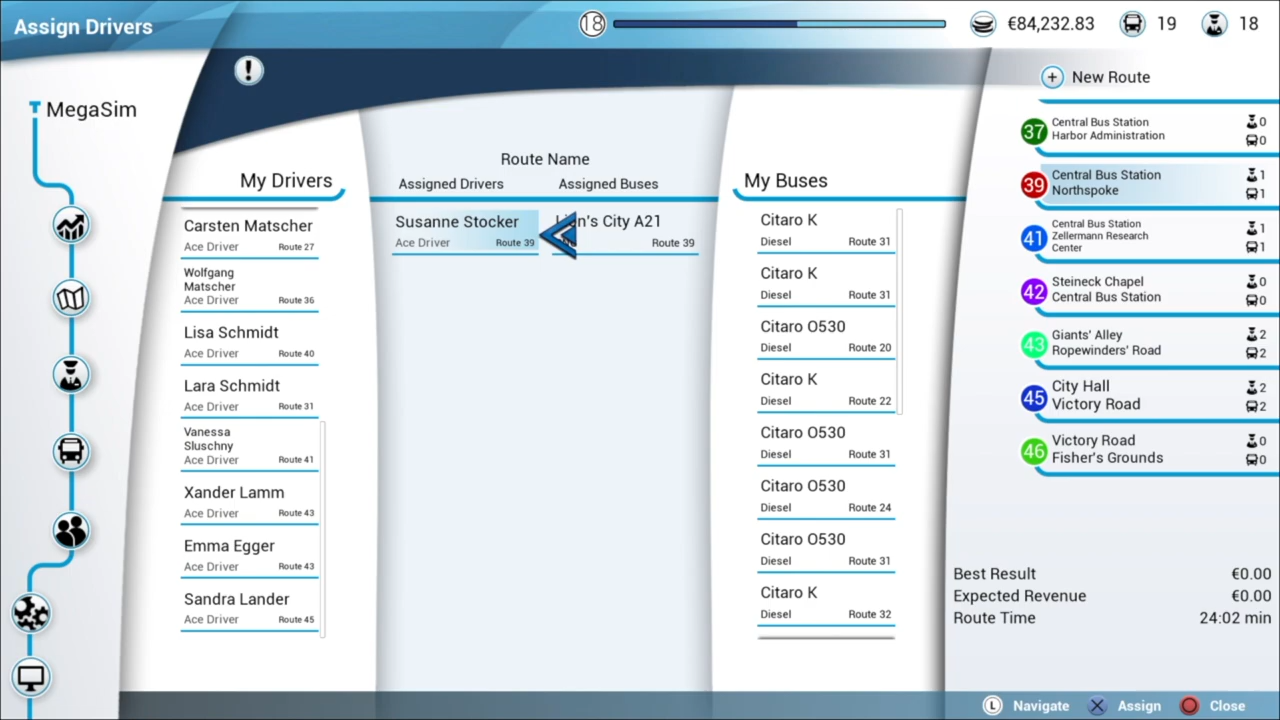 Assign Drivers
18
€84,232.83
19
18
!
MegaSim
My Drivers
Carsten Matscher
Ace Driver Route 27
Wolfgang
Matscher
Ace Driver Route 36
Lisa Schmidt
Ace Driver Route 40
Lara Schmidt
Ace Driver Route 31
Vanessa
Sluschny
Ace Driver Route 41
Xander Lamm
Ace Driver Route 43
Emma Egger
Ace Driver Route 43
Sandra Lander
Ace Driver Route 45
Route Name
Assigned Drivers Assigned Buses
Susanne Stocker
Ace Driver Route 39
City A21
Route 39
My Buses
Citaro K
Diesel Route 31
Citaro K
Diesel Route 31
Citaro O530
Diesel Route 20
Citaro K
Diesel Route 22
Citaro O530
Diesel Route 31
Citaro O530
Diesel Route 24
Citaro O530
Diesel Route 31
Citaro K
Diesel Route 32
+ New Route
37 Central Bus Station 0
Harbor Administration 0
39 Central Bus Station 1
Northspoke 1
41 Central Bus Station 1
Zellermann Research
Center 1
42 Steineck Chapel 0
Central Bus Station 0
43 Giants' Alley 2
Ropewinders' Road 2
45 City Hall 2
Victory Road 2
46 Victory Road 0
Fisher's Grounds 0
Best Result €0.00
Expected Revenue €0.00
Route Time 24:02 min
L Navigate X Assign Close